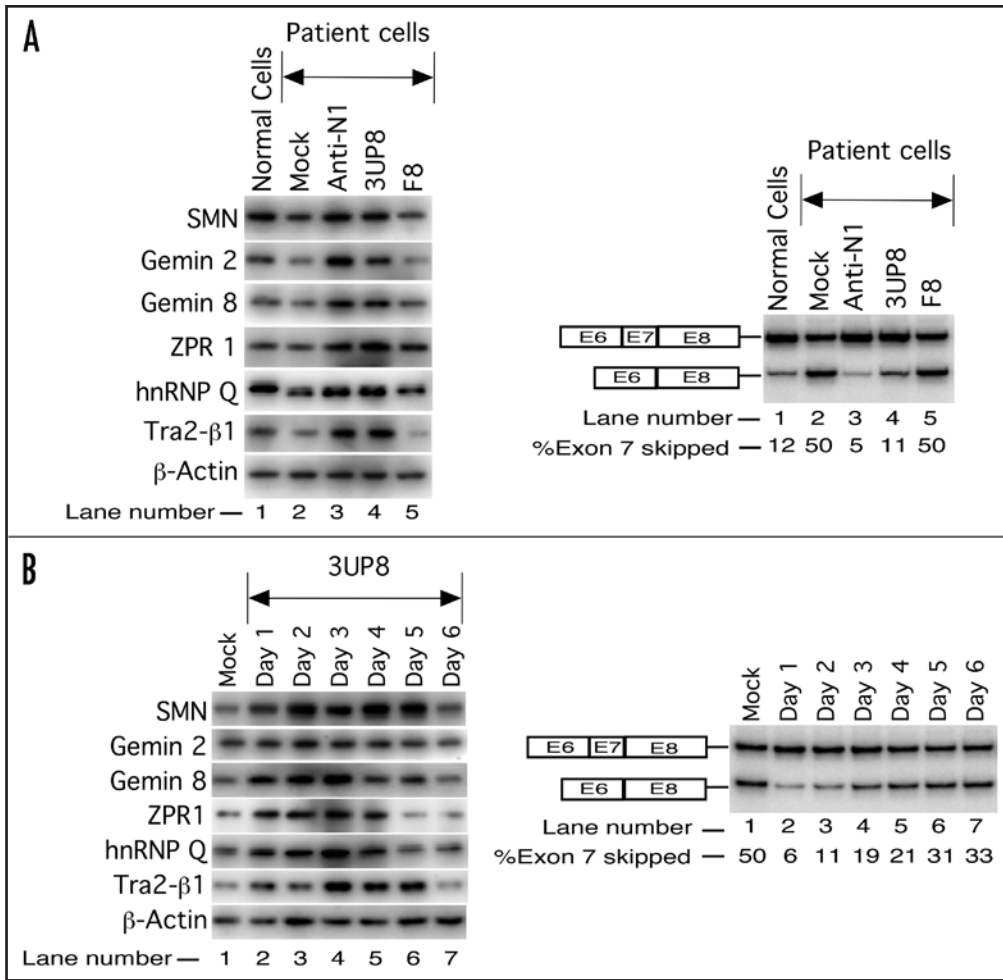 A
Patient cells
Normal Cells
Mock
Anti-N1
3UP8
F8
SMN
Gemin 2
Gemin 8
ZPR 1
hnRNP Q
Tra2-β1
β-Actin
Lane number — 1 2 3 4 5
Patient cells
Normal Cells
Mock
Anti-N1
3UP8
F8
E6 E7 E8
E6 E8
Lane number — 1 2 3 4 5
%Exon 7 skipped — 12 50 5 11 50
B
3UP8
Mock
Day 1
Day 2
Day 3
Day 4
Day 5
Day 6
SMN
Gemin 2
Gemin 8
ZPR1
hnRNP Q
Tra2-β1
β-Actin
Lane number — 1 2 3 4 5 6 7
Mock
Day 1
Day 2
Day 3
Day 4
Day 5
Day 6
E6 E7 E8
E6 E8
Lane number — 1 2 3 4 5 6 7
%Exon 7 skipped — 50 6 11 19 21 31 33